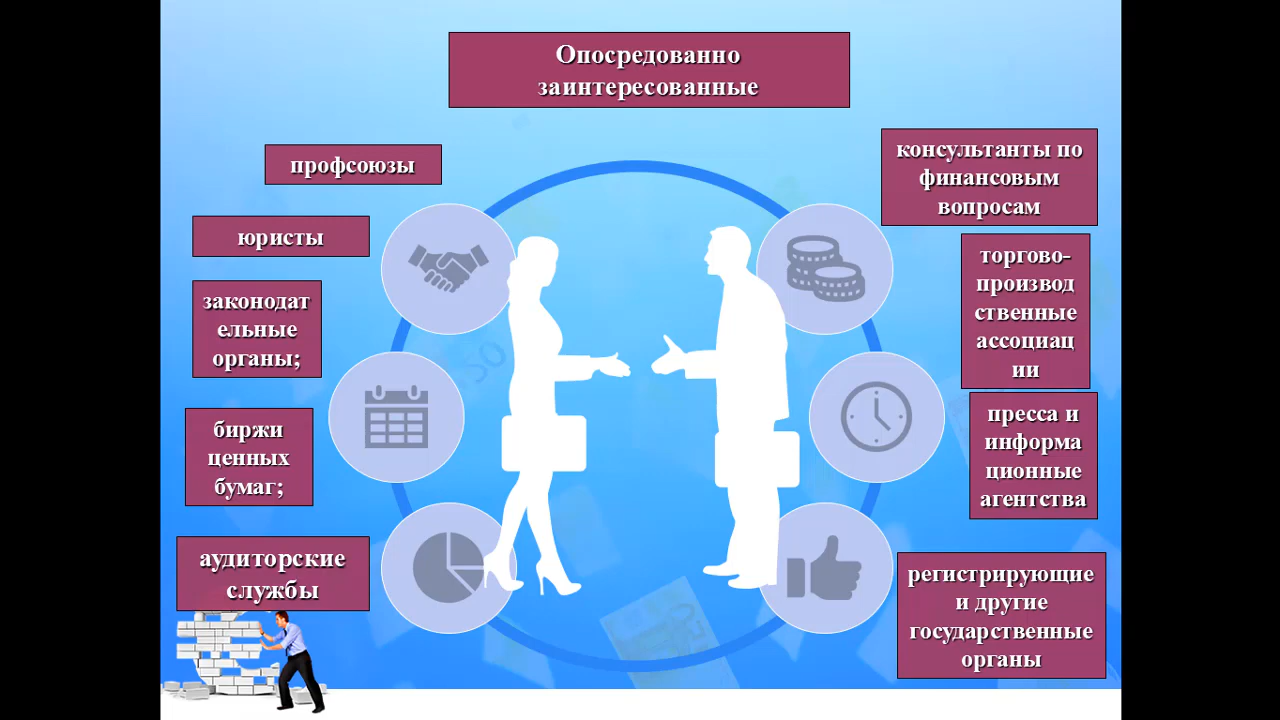 Опосредованно
заинтересованные
профсоюзы
юристы
законодат
ельные
органы;
биржи
ценных
бумаг;
аудиторские
службы
консультанты по
финансовым
вопросам
торгово-
производ
ственные
ассоциац
ии
пресса и
информа
ционные
агентства
регистрирующие
и другие
государственные
органы